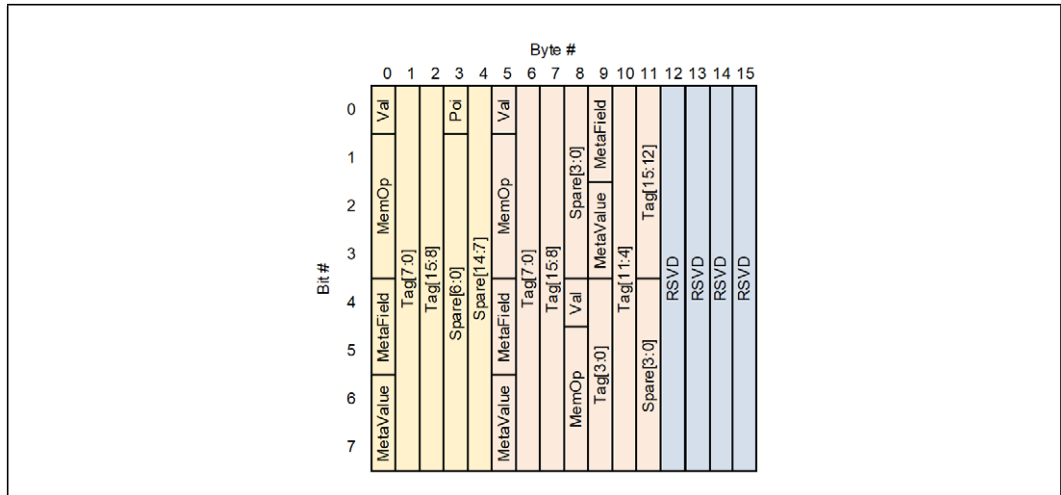 Byte #
0 1 2 3 4 5 6 7 8 9 10 11 12 13 14 15
Bit #
0
1
2
3
4
5
6
7
Val
MemOp
MetaField
MetaValue
Tag[7:0]
Tag[15:8]
Poi
Spare[6:0]
Spare[14:7]
Val
MemOp
MetaField
MetaValue
Tag[7:0]
Tag[15:8]
Spare[3:0]
Val
MemOp
MetaField
MetaValue
Tag[3:0]
Tag[11:4]
Tag[15:12]
Spare[3:0]
RSVD
RSVD
RSVD
RSVD